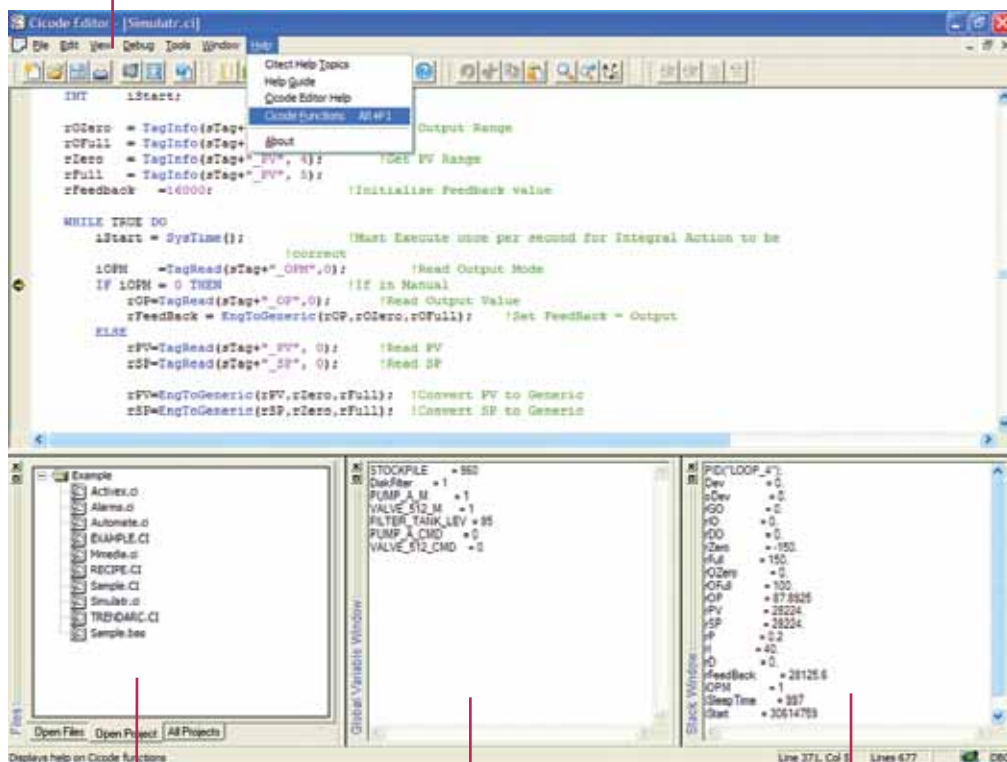 Cicode Editor - [Simulatr.ci]
File Edit View Debug Tools Window Help
Citect Help Topics
Help Guide
Cicode Editor Help
Cicode Functions Alt+F1
About
INT iStart;
rOZero = TagInfo(sTag+ Output Range
rOFull = TagInfo(sTag+
rZero = TagInfo(sTag+"_PV", 4); !Get PV Range
rFull = TagInfo(sTag+"_PV", 5);
rFeedback =16000; !Initialise Feedback value
WHILE TRUE DO
iStart = SysTime(); !Must Execute once per second for Integral Action to be
!correct
iOPM =TagRead(sTag+"_OPM",0); !Read Output Mode
IF iOPM = 0 THEN !If in Manual
rOP=TagRead(sTag+"_OP",0); !Read Output Value
rFeedBack = EngToGeneric(rOP,rOZero,rOFull); !Set FeedBack = Output
ELSE
rPV=TagRead(sTag+"_PV", 0); !Read PV
rSP=TagRead(sTag+"_SP", 0); !Read SP
rPV=EngToGeneric(rPV,rZero,rFull); !Convert PV to Generic
rSP=EngToGeneric(rSP,rZero,rFull); !Convert SP to Generic
Files
Example
Activex.ci
Alarms.ci
Automate.ci
EXAMPLE.CI
Mmedia.ci
RECIPE.CI
Sample.CI
Simulatr.ci
TRENDARC.CI
Sample.bas
Open Files Open Project All Projects
Global Variable Window
STOCKPILE = 960
DiskFilter = 1
PUMP_A_M = 1
VALVE_512_M = 1
FILTER_TANK_LEV = 95
PUMP_A_CMD = 0
VALVE_512_CMD = 0
Stack Window
PID("LOOP_4");
rDev = 0.
oDev = 0.
rGO = 0.
rIO = 0.
rDO = 0.
rZero = -150.
rFull = 150.
rOZero = 0.
rOFull = 100.
rOP = 87.8925
rPV = 28224.
rSP = 28224.
rP = 0.2
rI = 40.
rD = 0.
rFeedBack = 28125.6
iOPM = 1
iSleepTime = 997
iStart = 30614759
Displays help on Cicode functions
Line 371, Col 5 Lines 677